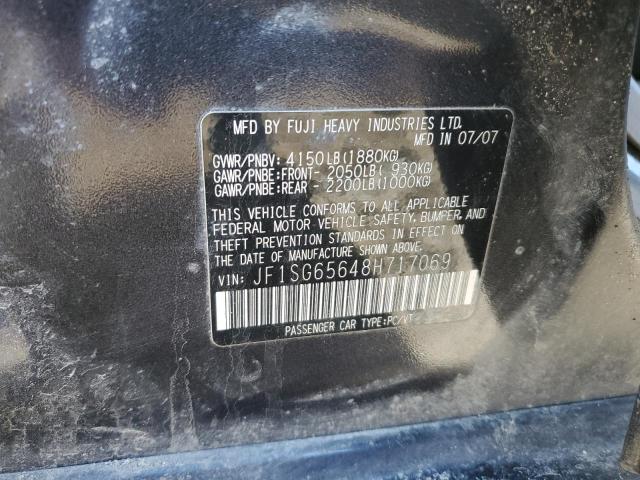 MFD BY FUJI HEAVY INDUSTRIES LTD.
MFD IN 07/07
GVWR/PNBV: 4150LB(1880KG)
GAWR/PNBE:FRONT- 2050LB( 930KG)
GAWR/PNBE:REAR - 2200LB(1000KG)
THIS VEHICLE CONFORMS TO ALL APPLICABLE
FEDERAL MOTOR VEHICLE SAFETY, BUMPER, AND
THEFT PREVENTION STANDARDS IN EFFECT ON
THE DATE OF MANUFACTURE SHOWN ABOVE.
VIN: JF1SG65648H717069
PASSENGER CAR TYPE:PC/VT